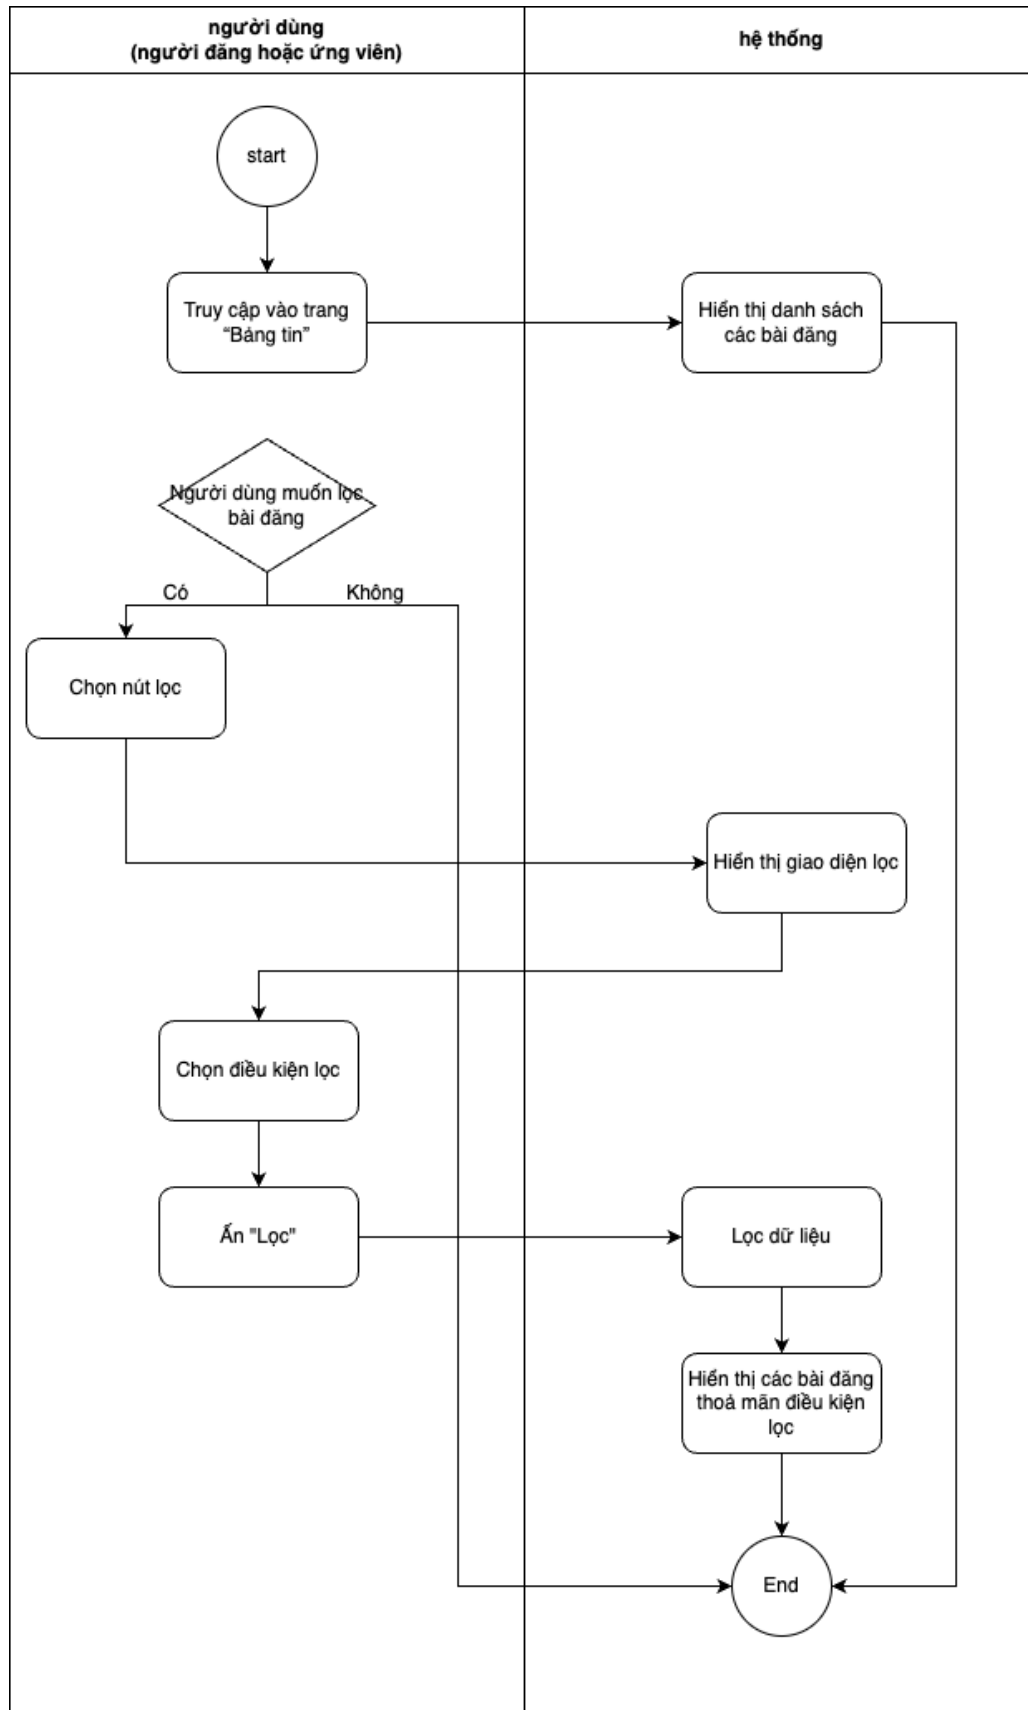 người dùng
(người đăng hoặc ứng viên)
hệ thống
start
Truy cập vào trang
“Bảng tin”
Hiển thị danh sách
các bài đăng
Người dùng muốn lọc
bài đăng
Có
Không
Chọn nút lọc
Hiển thị giao diện lọc
Chọn điều kiện lọc
Ấn "Lọc"
Lọc dữ liệu
Hiển thị các bài đăng
thoả mãn điều kiện
lọc
End